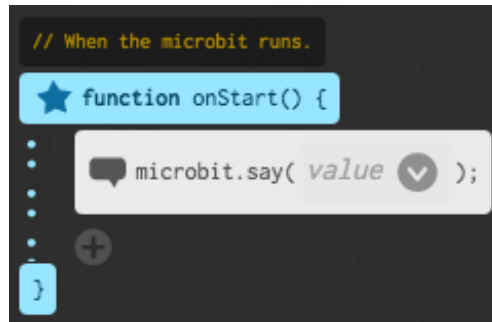 // When the microbit runs.
function onStart() {
microbit.say( value );
}